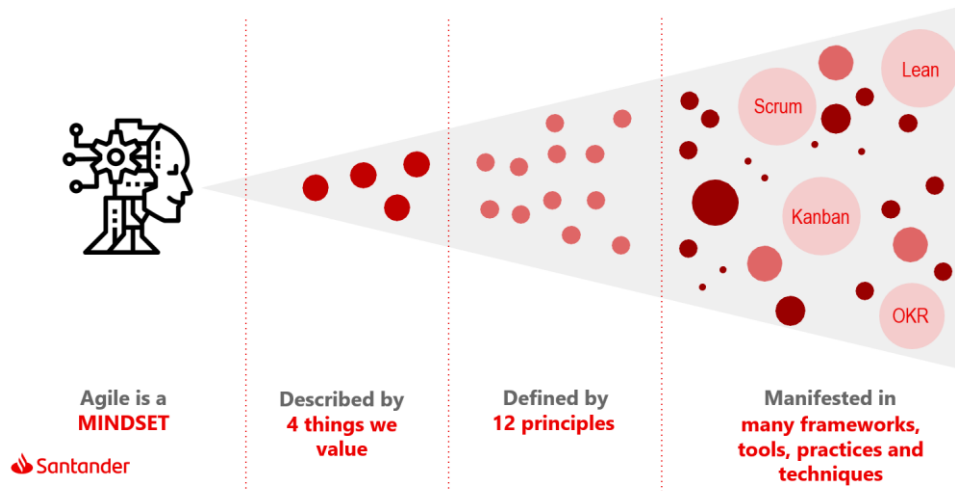 Lean
Scrum
Kanban
OKR
Agile is a
MINDSET
Described by
4 things we
value
Defined by
12 principles
Manifested in
many frameworks,
tools, practices and
techniques
Santander